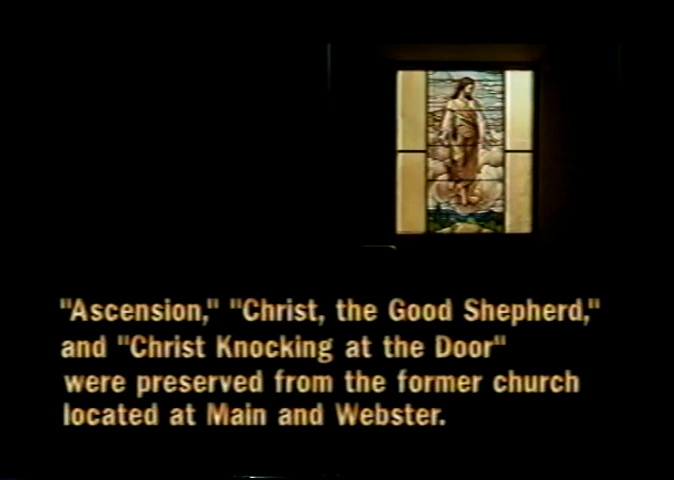 "Ascension," "Christ, the Good Shepherd,"
and "Christ Knocking at the Door"
were preserved from the former church
located at Main and Webster.